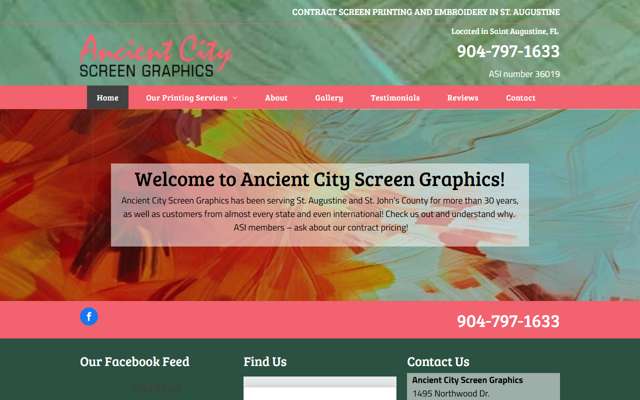 CONTRACT SCREEN PRINTING AND EMBROIDERY IN ST. AUGUSTINE
Located in Saint Augustine, FL
Ancient City
SCREEN GRAPHICS
904-797-1633
ASI number 36019
Home
Our Printing Services
About
Gallery
Testimonials
Reviews
Contact
Welcome to Ancient City Screen Graphics!
Ancient City Screen Graphics has been serving St. Augustine and St. John's County for more than 30 years,
as well as customers from almost every state and even international! Check us out and understand why.
ASI members – ask about our contract pricing!
904-797-1633
Our Facebook Feed
Find Us
Contact Us
Ancient City Screen Graphics
1495 Northwood Dr.